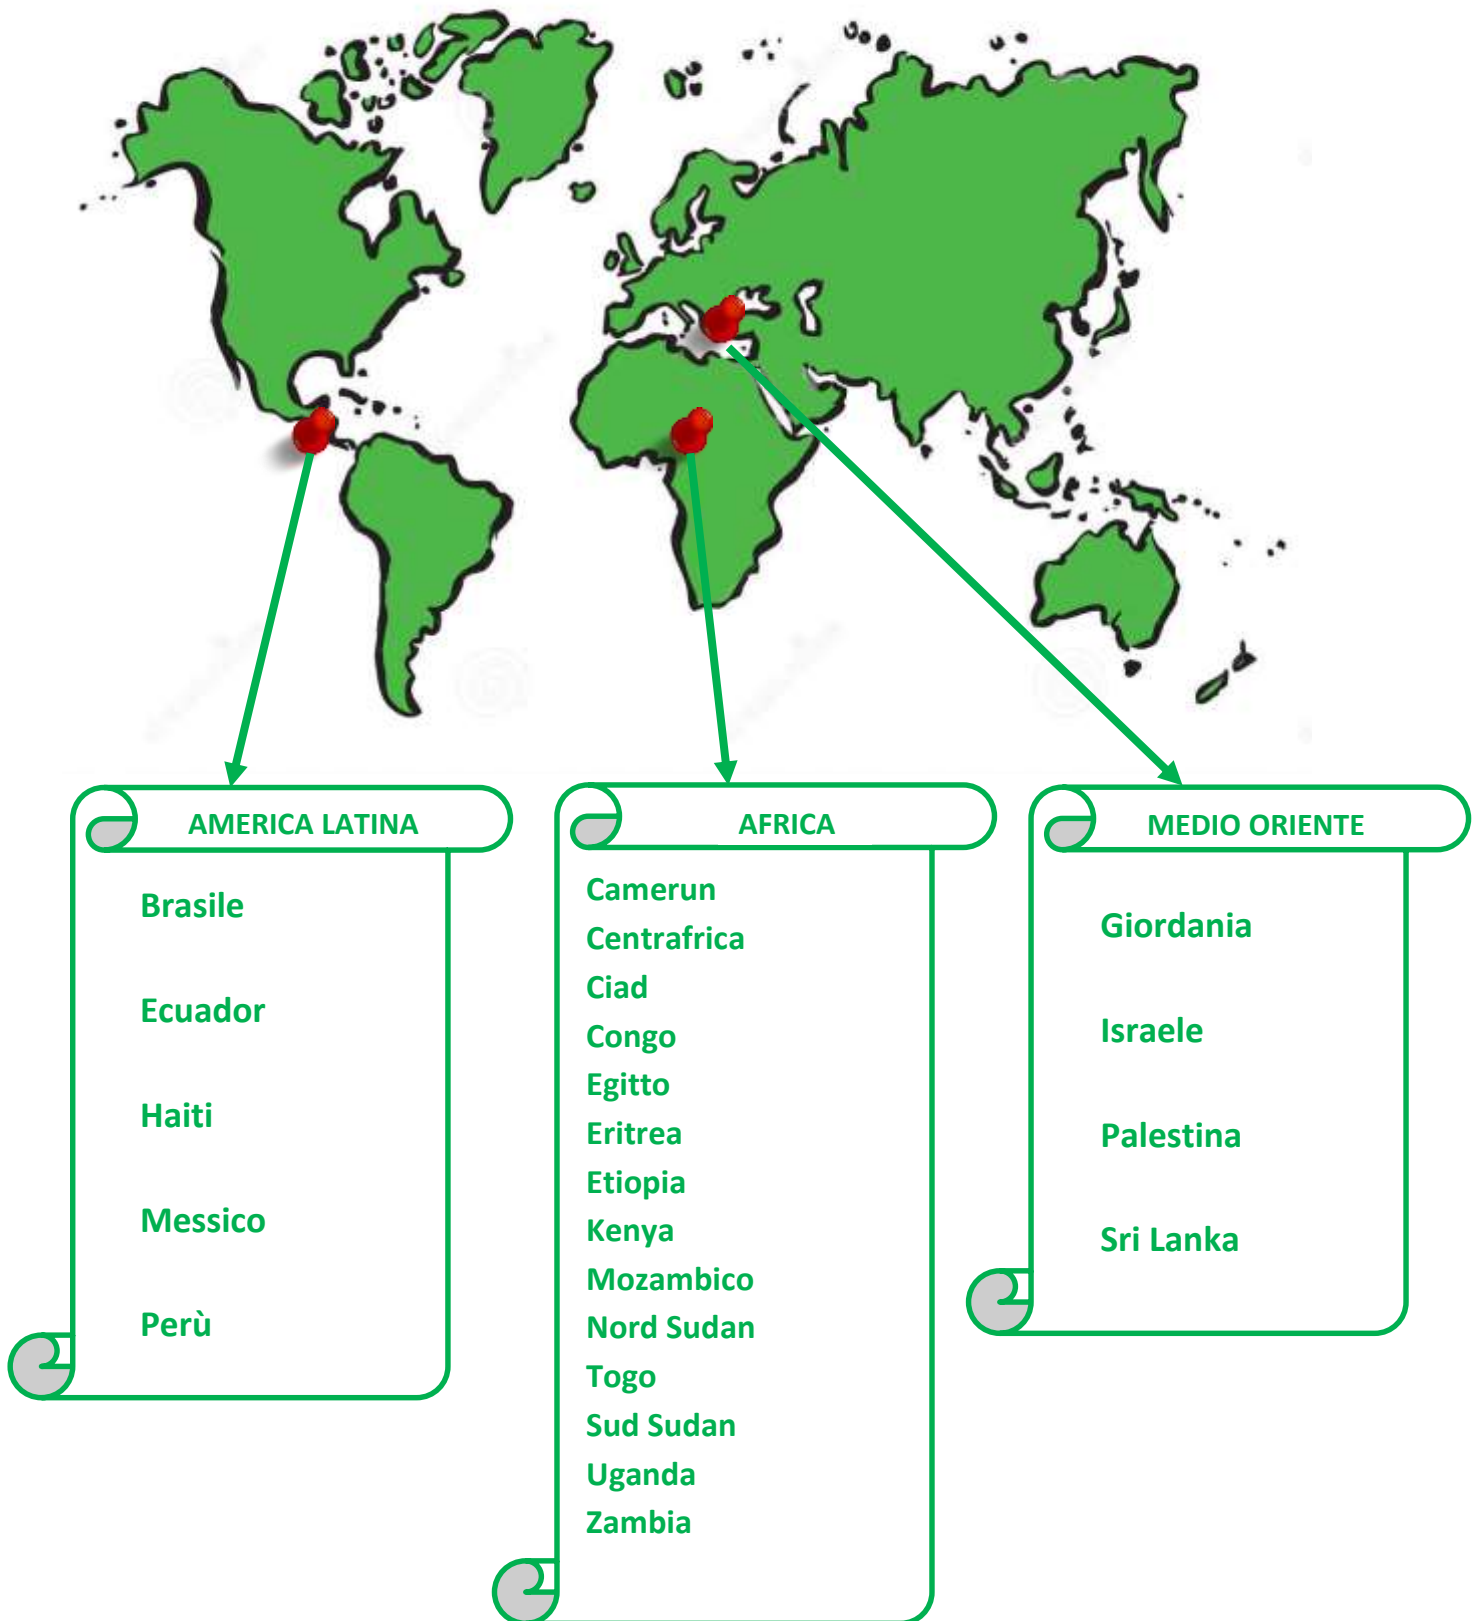 AMERICA LATINA
Brasile
Ecuador
Haiti
Messico
Perù
AFRICA
Camerun
Centrafrica
Ciad
Congo
Egitto
Eritrea
Etiopia
Kenya
Mozambico
Nord Sudan
Togo
Sud Sudan
Uganda
Zambia
MEDIO ORIENTE
Giordania
Israele
Palestina
Sri Lanka